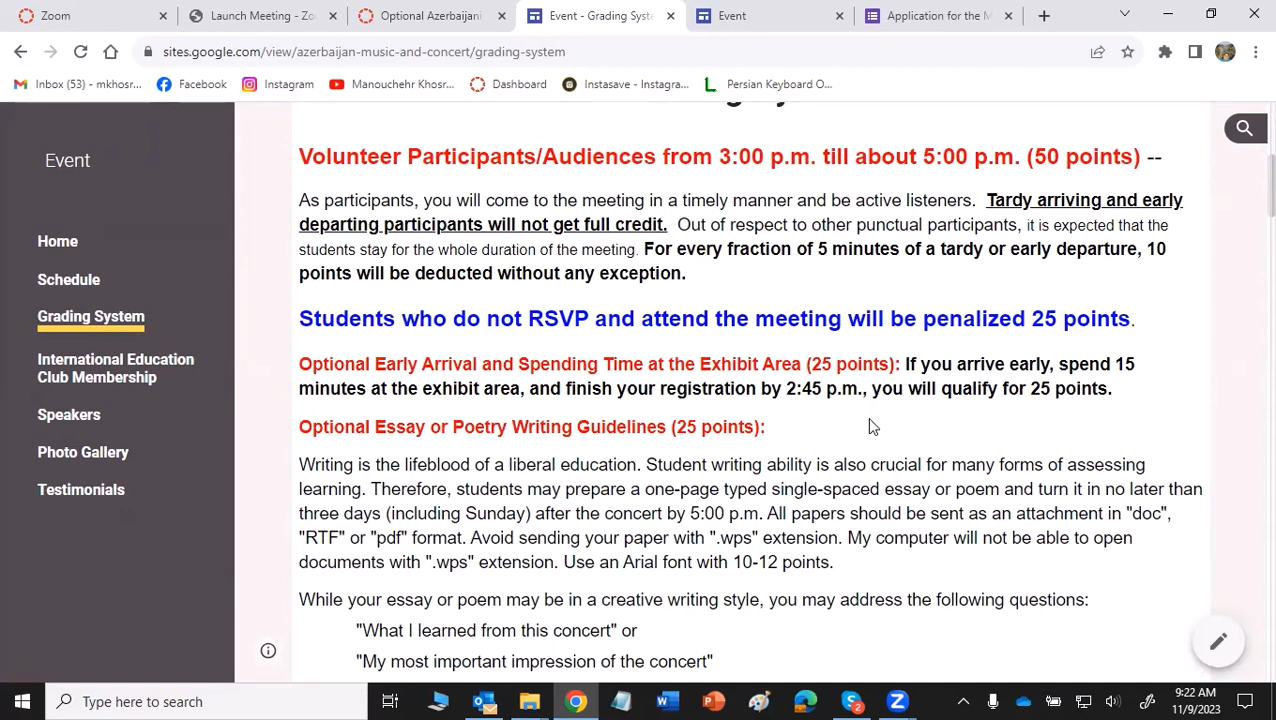 Zoom
Launch Meeting - Zo
Optional Azerbaijani
Event - Grading Syste
Event
Application for the M
sites.google.com/view/azerbaijan-music-and-concert/grading-system
Inbox (53) - mkhosr...
Facebook
Instagram
Manouchehr Khosr...
Dashboard
Instasave - Instagra...
Persian Keyboard O...
Event
Home
Schedule
Grading System
International Education
Club Membership
Speakers
Photo Gallery
Testimonials
Volunteer Participants/Audiences from 3:00 p.m. till about 5:00 p.m. (50 points) --
As participants, you will come to the meeting in a timely manner and be active listeners. Tardy arriving and early
departing participants will not get full credit. Out of respect to other punctual participants, it is expected that the
students stay for the whole duration of the meeting. For every fraction of 5 minutes of a tardy or early departure, 10
points will be deducted without any exception.
Students who do not RSVP and attend the meeting will be penalized 25 points.
Optional Early Arrival and Spending Time at the Exhibit Area (25 points): If you arrive early, spend 15
minutes at the exhibit area, and finish your registration by 2:45 p.m., you will qualify for 25 points.
Optional Essay or Poetry Writing Guidelines (25 points):
Writing is the lifeblood of a liberal education. Student writing ability is also crucial for many forms of assessing
learning. Therefore, students may prepare a one-page typed single-spaced essay or poem and turn it in no later than
three days (including Sunday) after the concert by 5:00 p.m. All papers should be sent as an attachment in "doc",
"RTF" or "pdf" format. Avoid sending your paper with ".wps" extension. My computer will not be able to open
documents with ".wps" extension. Use an Arial font with 10-12 points.
While your essay or poem may be in a creative writing style, you may address the following questions:
"What I learned from this concert" or
"My most important impression of the concert"
Type here to search
9:22 AM
11/9/2023